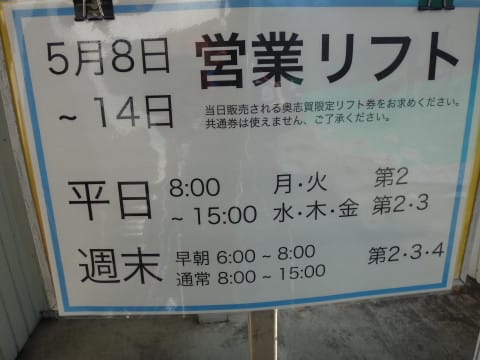 5月8日 営業リフト
~ 14日
当日販売される奥志賀限定リフト券をお求めください。
共通券は使えません、ご了承ください。
平日 8:00 月・火 第2
~ 15:00 水・木・金 第2・3
週末 早朝 6:00 ~ 8:00 第2・3・4
通常 8:00 ~ 15:00